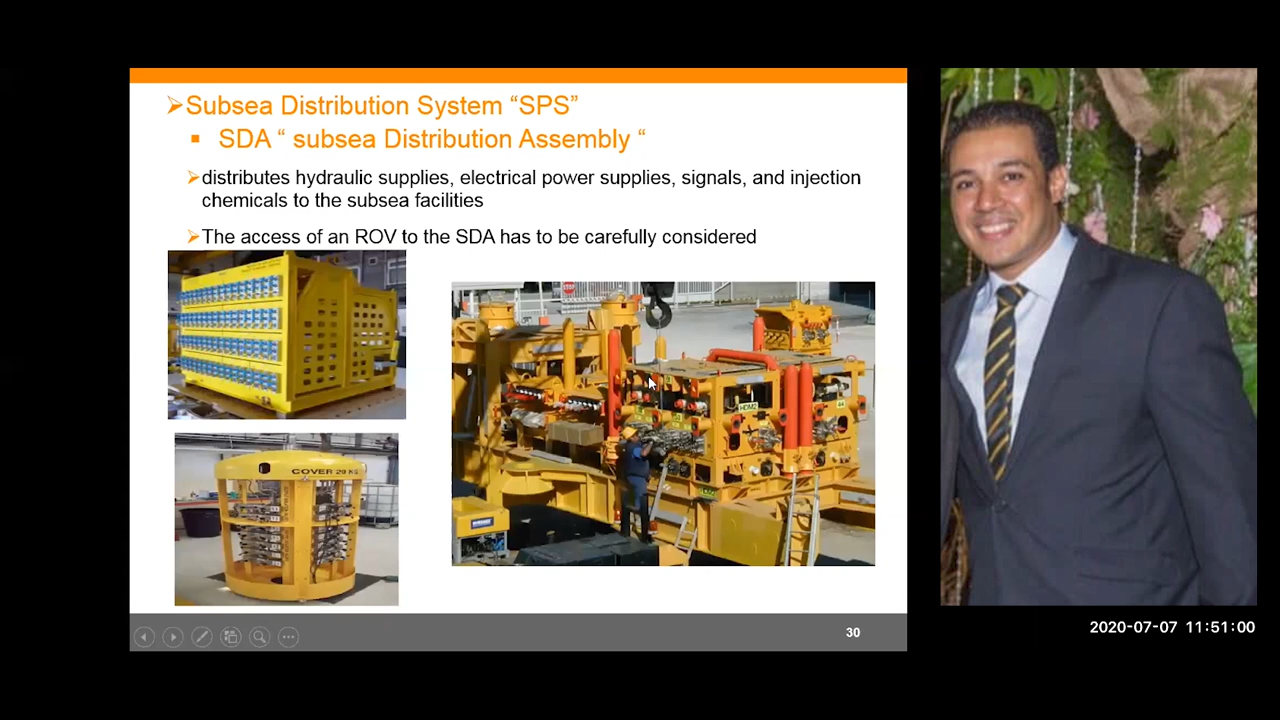 ➢Subsea Distribution System “SPS”
▪ SDA “ subsea Distribution Assembly “
➢distributes hydraulic supplies, electrical power supplies, signals, and injection
chemicals to the subsea facilities
➢The access of an ROV to the SDA has to be carefully considered
STOP
HDM2
COVER 29
30
2020-07-07 11:51:00